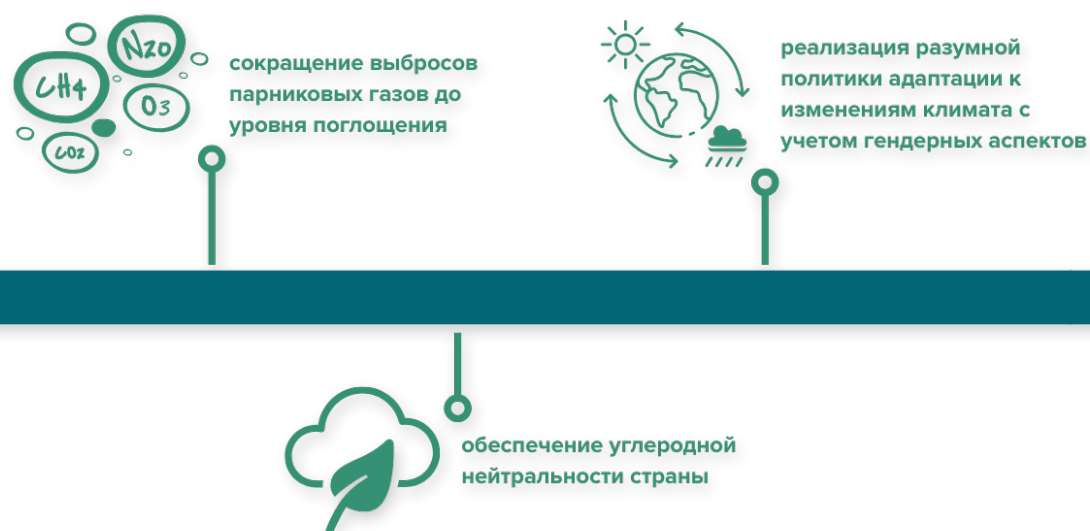 N2O
CH4
O3
CO2
сокращение выбросов
парниковых газов до
уровня поглощения
реализация разумной
политики адаптации к
изменениям климата с
учетом гендерных аспектов
обеспечение углеродной
нейтральности страны